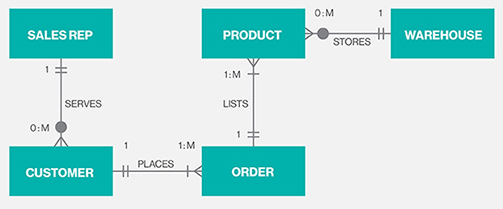 SALES REP
PRODUCT
WAREHOUSE
0:M
1
STORES
1
1:M
SERVES
LISTS
0:M
1
1
1:M
PLACES
CUSTOMER
ORDER